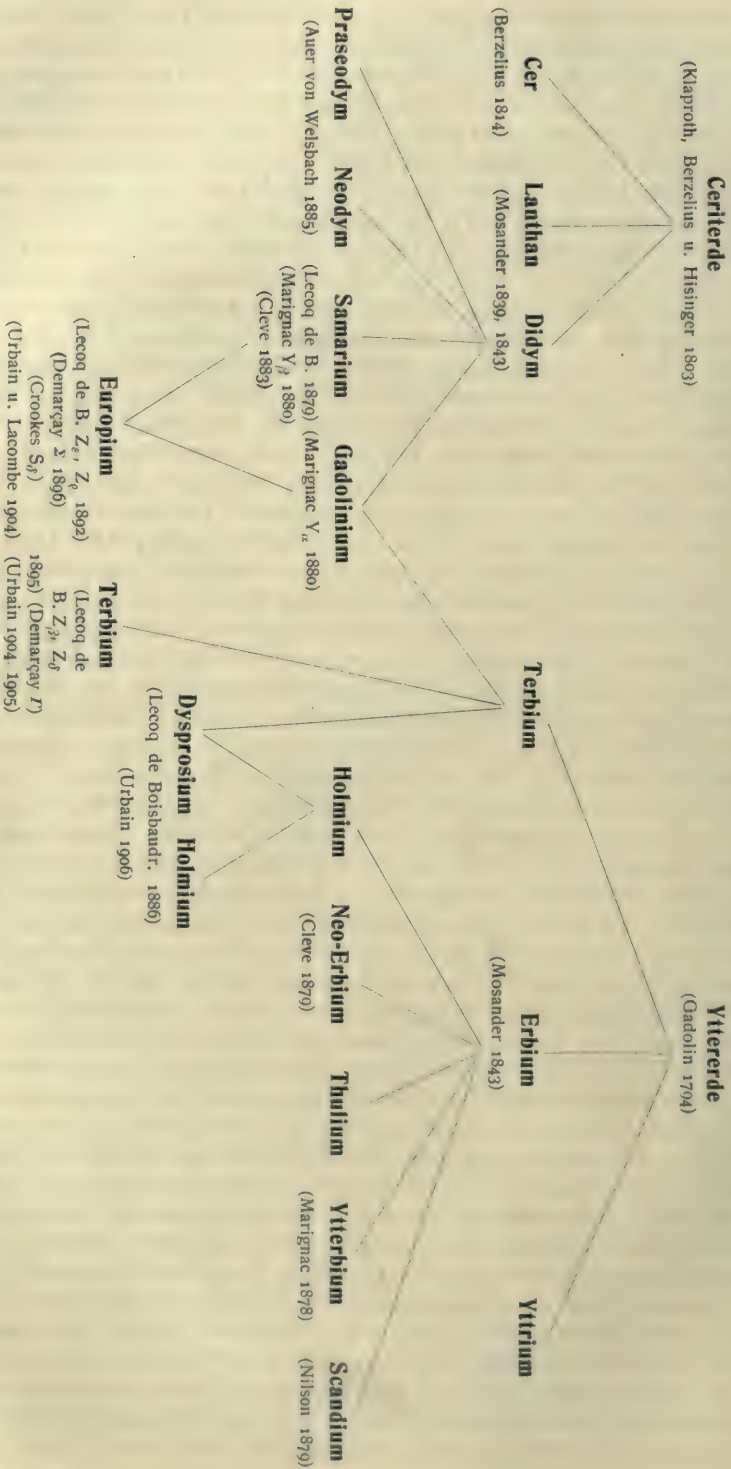 Ceriterde
(Klaproth, Berzelius u. Hisinger 1803)
Yttererde
(Gadolin 1794)
Cer
(Berzelius 1814)
Lanthan Didym
(Mosander 1839, 1843)
Terbium
Erbium
(Mosander 1843)
Yttrium
Praseodym Neodym
(Auer von Welsbach 1885)
Samarium
(Lecoq de B. 1879)
(Marignac Yβ 1880)
(Cleve 1883)
Gadolinium
(Marignac Yα 1880)
Holmium
Neo-Erbium
(Cleve 1879)
Thulium
Ytterbium
(Marignac 1878)
Scandium
(Nilson 1879)
Europium
(Lecoq de B. Zε, Zρ 1892)
(Demarçay Σ 1896)
(Crookes Sβ)
(Urbain u. Lacombe 1904)
Terbium
(Lecoq de
B. Zβ, Zδ
1895) (Demarçay Γ)
(Urbain 1904 1905)
Dysprosium Holmium
(Lecoq de Boisbaudr. 1886)
(Urbain 1906)